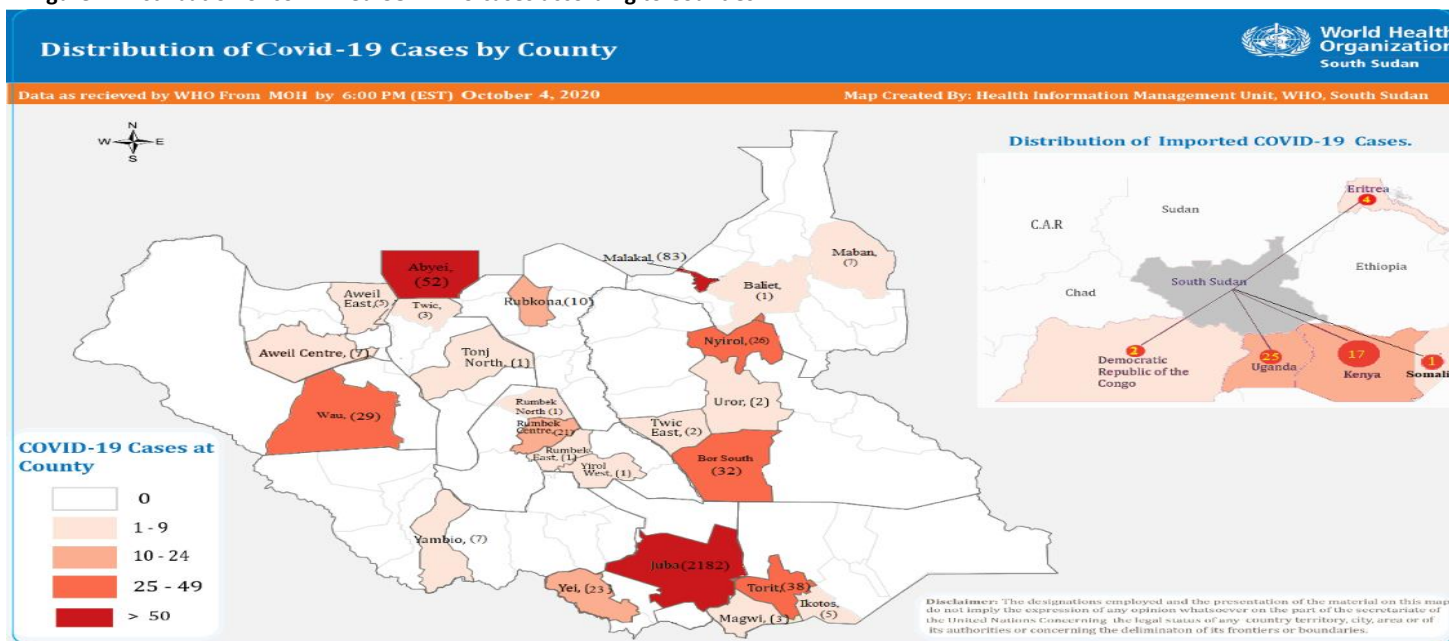 Distribution of Covid-19 Cases by County
World Health
Organization
South Sudan
Data as recieved by WHO From MOH by 6:00 PM (EST) October 4, 2020
Map Created By: Health Information Management Unit, WHO, South Sudan
N
W E
S
Distribution of Imported COVID-19 Cases.
Eritrea
4
Sudan
C.A.R
Ethiopia
South Sudan
Chad
2
Democratic
Republic of the
Congo
25
Uganda
17
Kenya
1
Somali
Malakal, (83)
Maban,
(7)
Abyei,
(52)
Baliet,
(1)
Aweil
East, (5)
Twic,
(3)
Rubkona, (10)
Nyirol, (26)
Aweil Centre, (7)
Tonj
North, (1)
Uror, (2)
Wau, (29)
Rumbek
North (1)
Rumbek
Centre, (21)
Rumbek
East, (1)
Yirol
West, (1)
Twic
East, (2)
Bor South
(32)
Yambio, (7)
Juba(2182)
Yei, (23)
Torit, (38)
Ikotos,
(5)
Magwi, (3)
COVID-19 Cases at
County
0
1 - 9
10 - 24
25 - 49
> 50
Disclaimer: The designations employed and the presentation of the material on this map
do not imply the expression of any opinion whatsoever on the part of the secretariate of
the United Nations Concerning the legal status of any country territory, city, area or of
its authorities or concerning the deliminaton of its frontiers or boundaries.